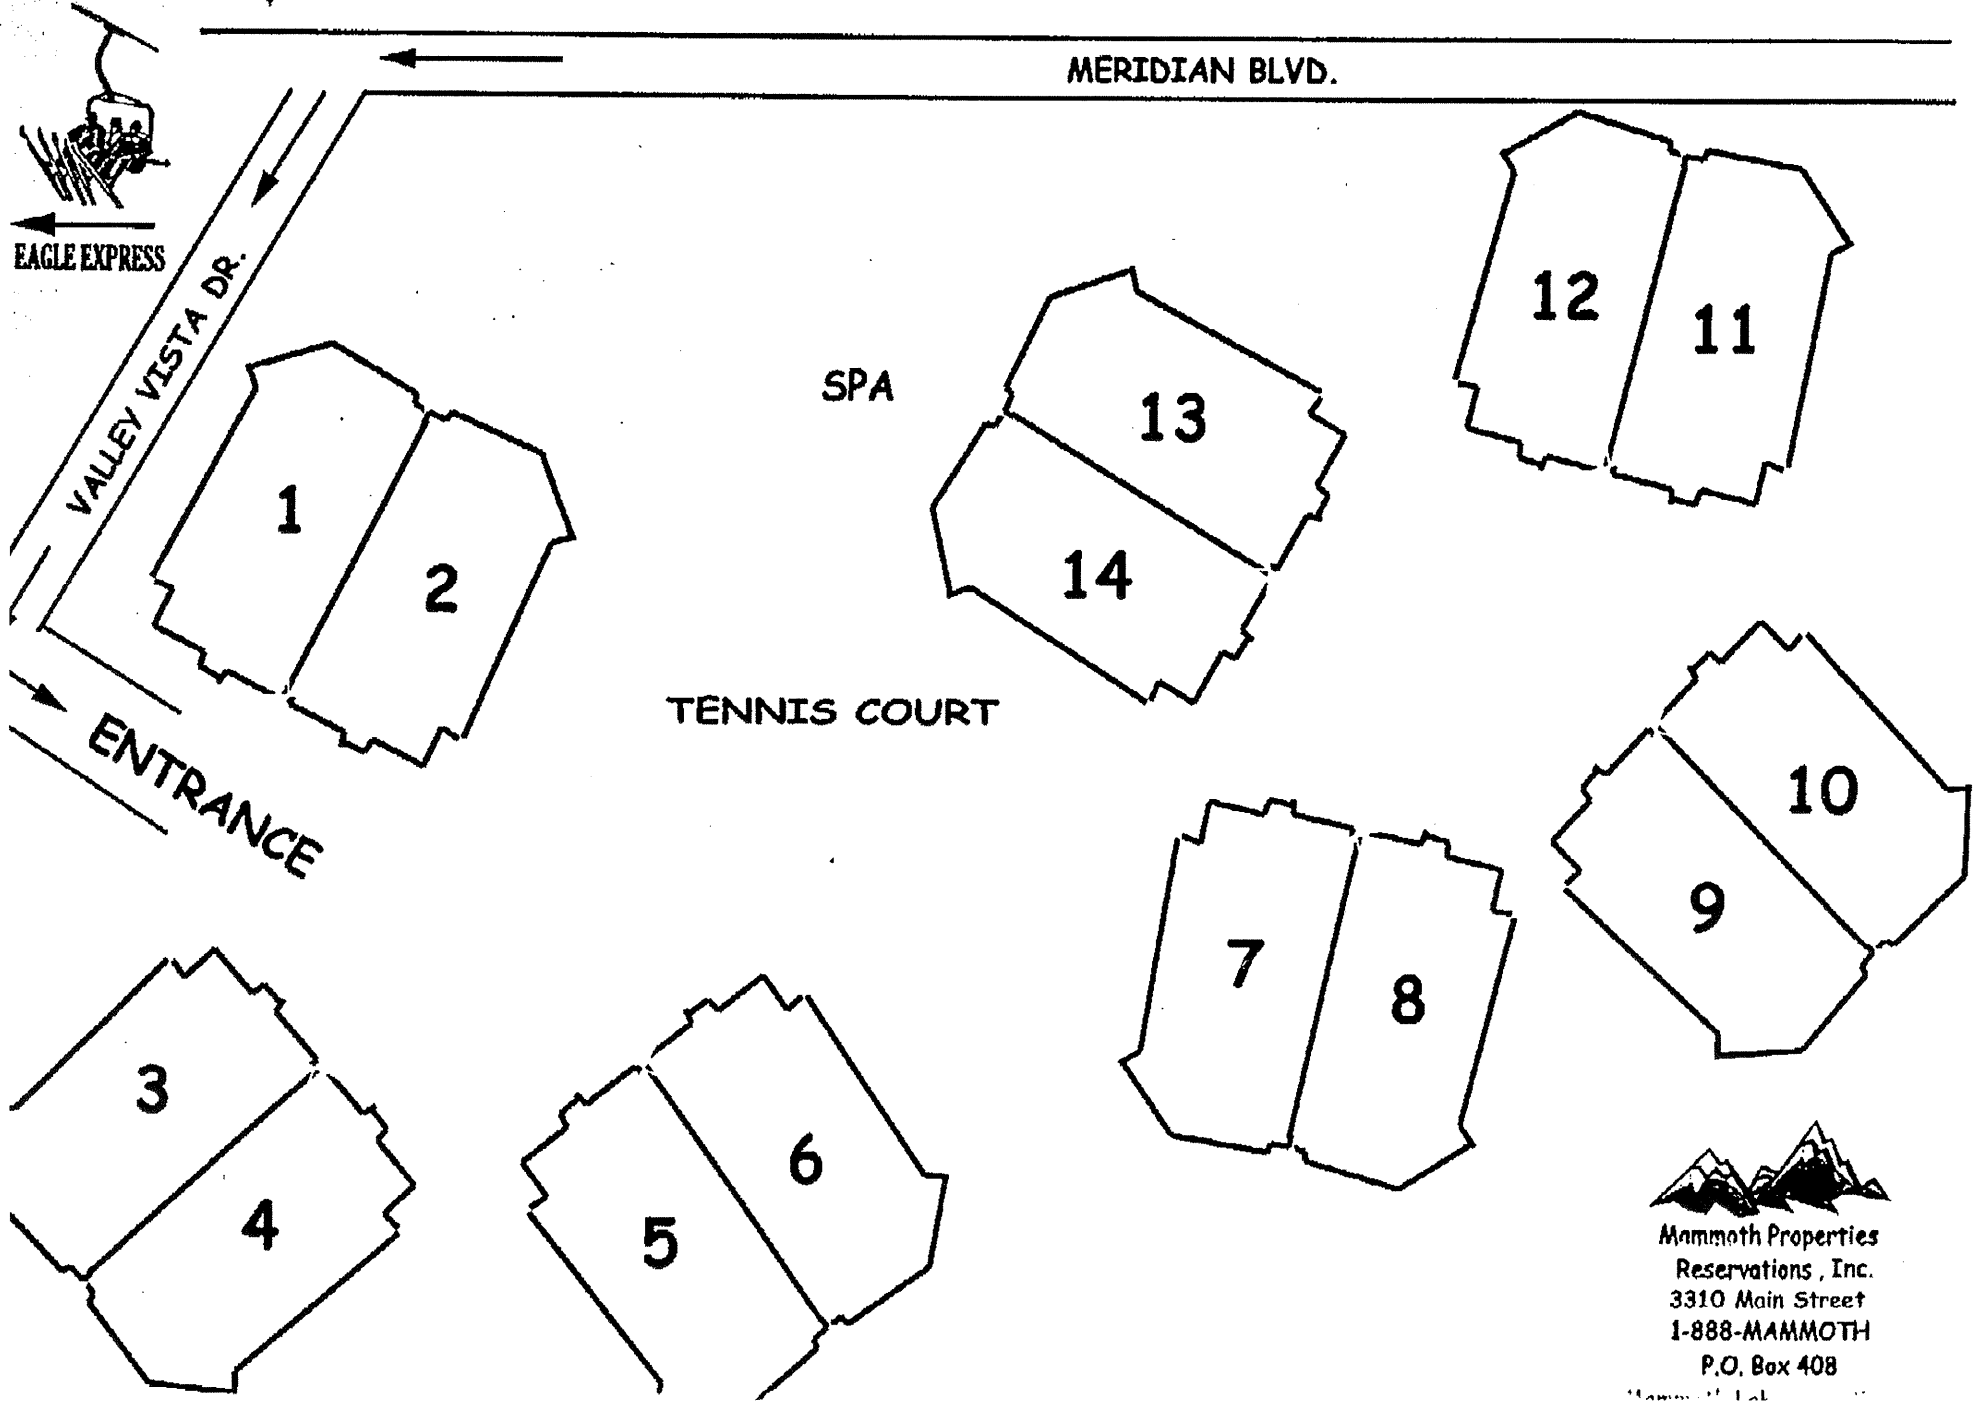 MERIDIAN BLVD.
EAGLE EXPRESS
VALLEY VISTA DR.
12
11
SPA
13
1
14
2
TENNIS COURT
ENTRANCE
10
9
7
8
3
6
4
5
Mammoth Properties
Reservations, Inc.
3310 Main Street
1-888-MAMMOTH
P.O. Box 408